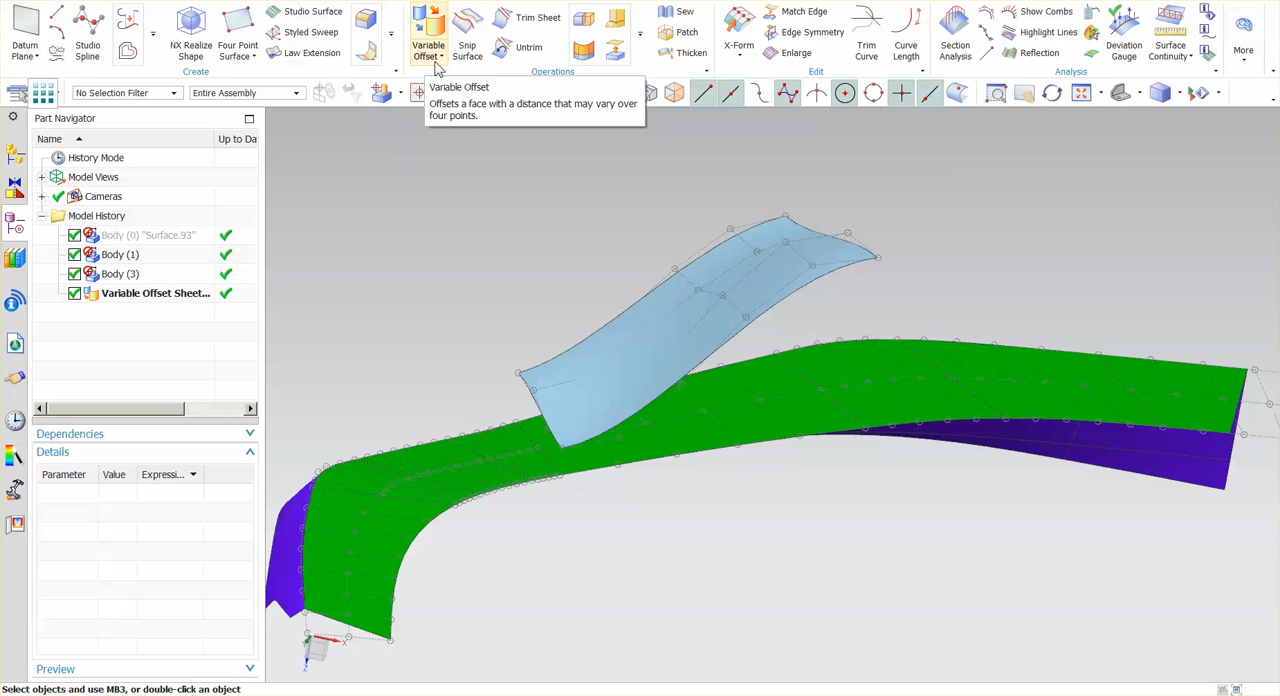 Datum
Plane
Studio
Spline
NX Realize
Shape
Four Point
Surface
Studio Surface
Styled Sweep
Law Extension
Create
Variable
Offset
Snip
Surface
Trim Sheet
Untrim
Operations
Sew
Patch
Thicken
X-Form
Match Edge
Edge Symmetry
Enlarge
Trim
Curve
Curve
Length
Edit
Section
Analysis
Show Combs
Highlight Lines
Reflection
Deviation
Gauge
Surface
Continuity
Analysis
More
No Selection Filter
Entire Assembly
Variable Offset
Offsets a face with a distance that may vary over
four points.
Part Navigator
Name
Up to Da
History Mode
Model Views
Cameras
Model History
Body (0) "Surface.93"
Body (1)
Body (3)
Variable Offset Sheet...
Dependencies
Details
Parameter
Value
Expressi...
Preview
X
Z
Select objects and use MB3, or double-click an object